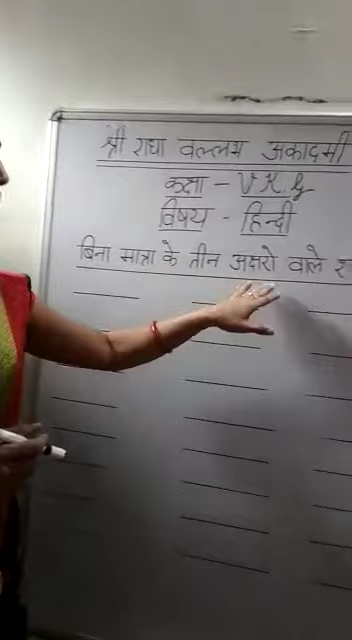 श्री राधा वल्लभ अकादमी
कक्षा - U.K.G
विषय - हिन्दी
बिना मात्रा के तीन अक्षरो वाले